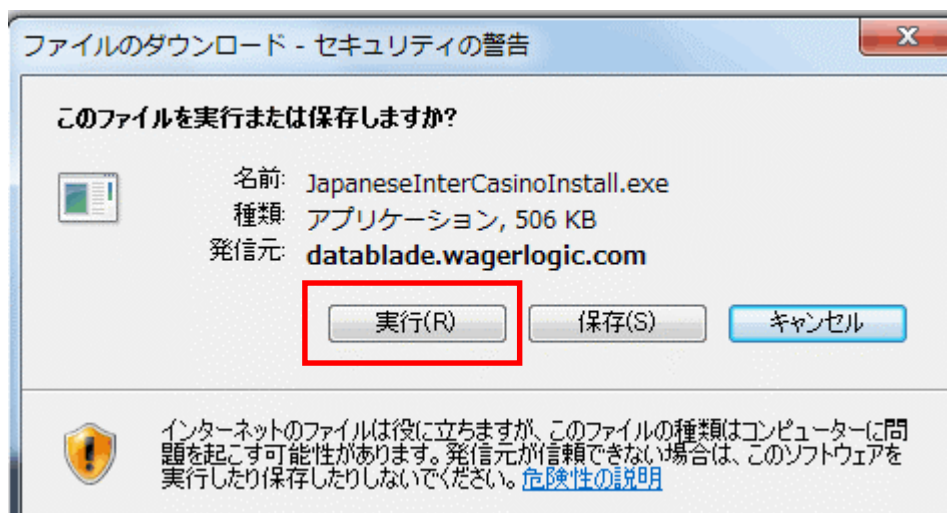 ファイルのダウンロード - セキュリティの警告
このファイルを実行または保存しますか?
名前: JapaneseInterCasinoInstall.exe
種類: アプリケーション, 506 KB
発信元: datablade.wagerlogic.com
実行(R) 保存(S) キャンセル
インターネットのファイルは役に立ちますが、このファイルの種類はコンピューターに問
題を起こす可能性があります。発信元が信頼できない場合は、このソフトウェアを
実行したり保存したりしないでください。危険性の説明